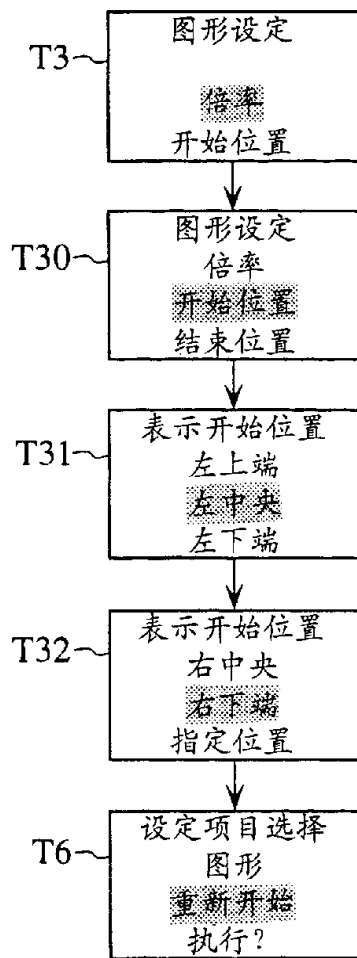 T3
图形设定
倍率
开始位置
T30
图形设定
倍率
开始位置
结束位置
T31
表示开始位置
左上端
左中央
左下端
T32
表示开始位置
右中央
右下端
指定位置
T6
设定项目选择
图形
重新开始
执行?